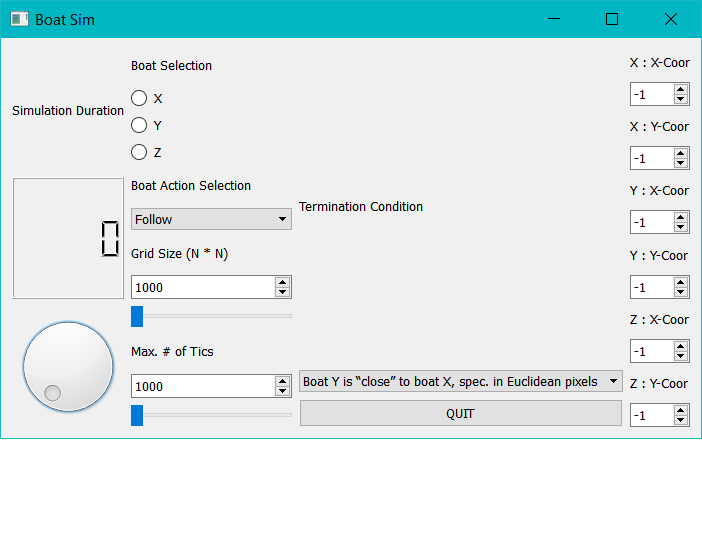 Boat Sim
Simulation Duration
0
Boat Selection
X
Y
Z
Boat Action Selection
Follow
Grid Size (N * N)
1000
Max. # of Tics
1000
Termination Condition
Boat Y is “close” to boat X, spec. in Euclidean pixels
QUIT
X : X-Coor
-1
X : Y-Coor
-1
Y : X-Coor
-1
Y : Y-Coor
-1
Z : X-Coor
-1
Z : Y-Coor
-1